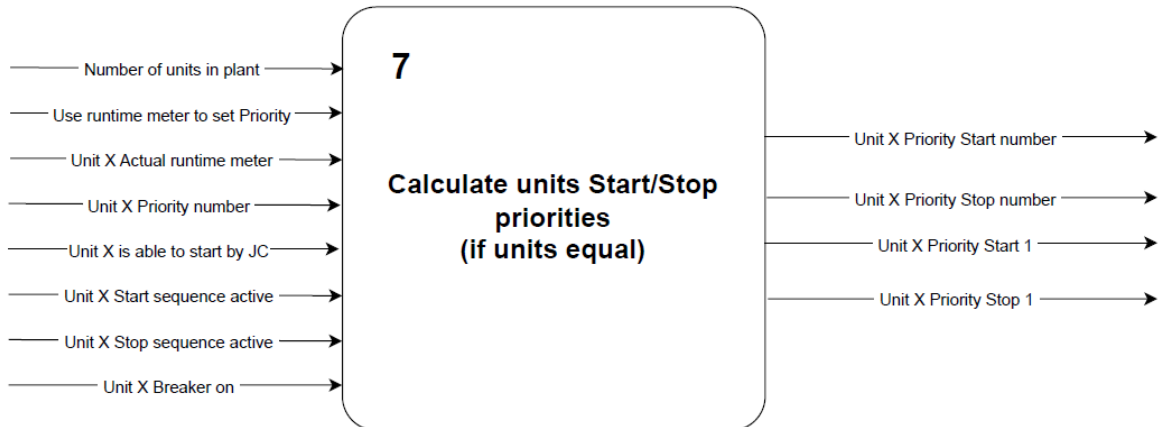 7
Number of units in plant
Use runtime meter to set Priority
Unit X Actual runtime meter
Unit X Priority number
Unit X is able to start by JC
Unit X Start sequence active
Unit X Stop sequence active
Unit X Breaker on
Calculate units Start/Stop
priorities
(if units equal)
Unit X Priority Start number
Unit X Priority Stop number
Unit X Priority Start 1
Unit X Priority Stop 1